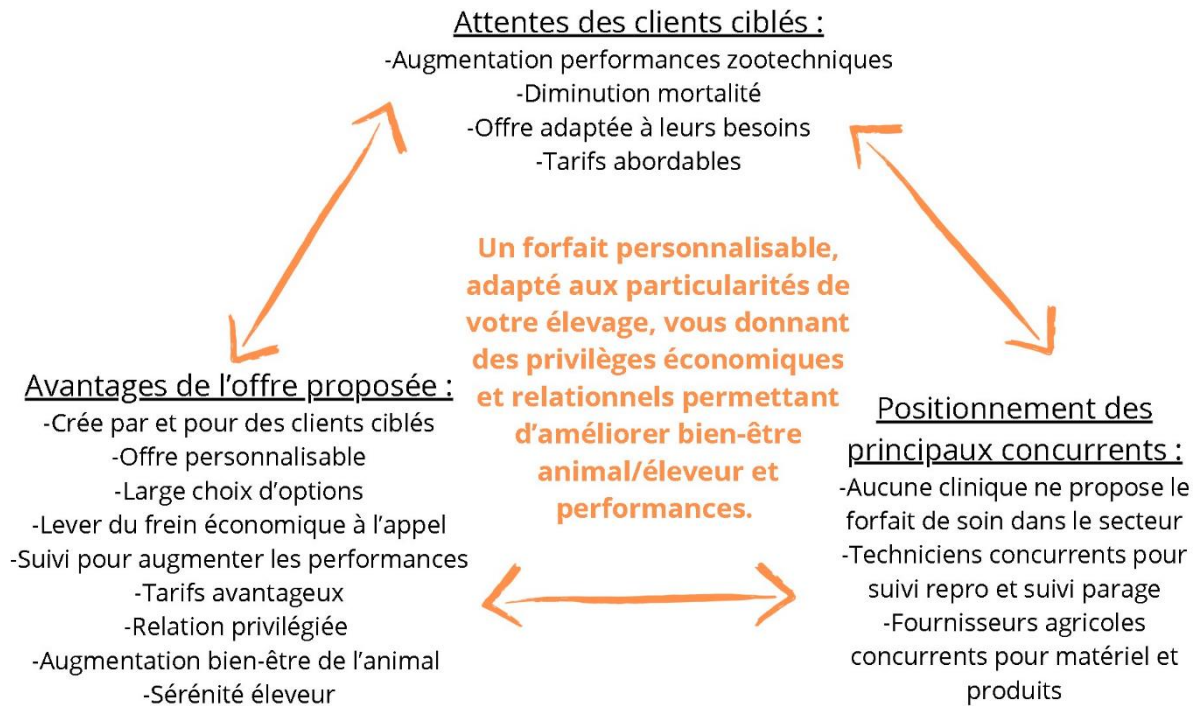 Attentes des clients ciblés :
-Augmentation performances zootechniques
-Diminution mortalité
-Offre adaptée à leurs besoins
-Tarifs abordables
Un forfait personnalisable,
adapté aux particularités de
votre élevage, vous donnant
des privilèges économiques
et relationnels permettant
d'améliorer bien-être
animal/éleveur et
performances.
Avantages de l'offre proposée :
-Crée par et pour des clients ciblés
-Offre personnalisable
-Large choix d'options
-Lever du frein économique à l'appel
-Suivi pour augmenter les performances
-Tarifs avantageux
-Relation privilégiée
-Augmentation bien-être de l'animal
-Sérénité éleveur
Positionnement des
principaux concurrents :
-Aucune clinique ne propose le
forfait de soin dans le secteur
-Techniciens concurrents pour
suivi repro et suivi parage
-Fournisseurs agricoles
concurrents pour matériel et
produits